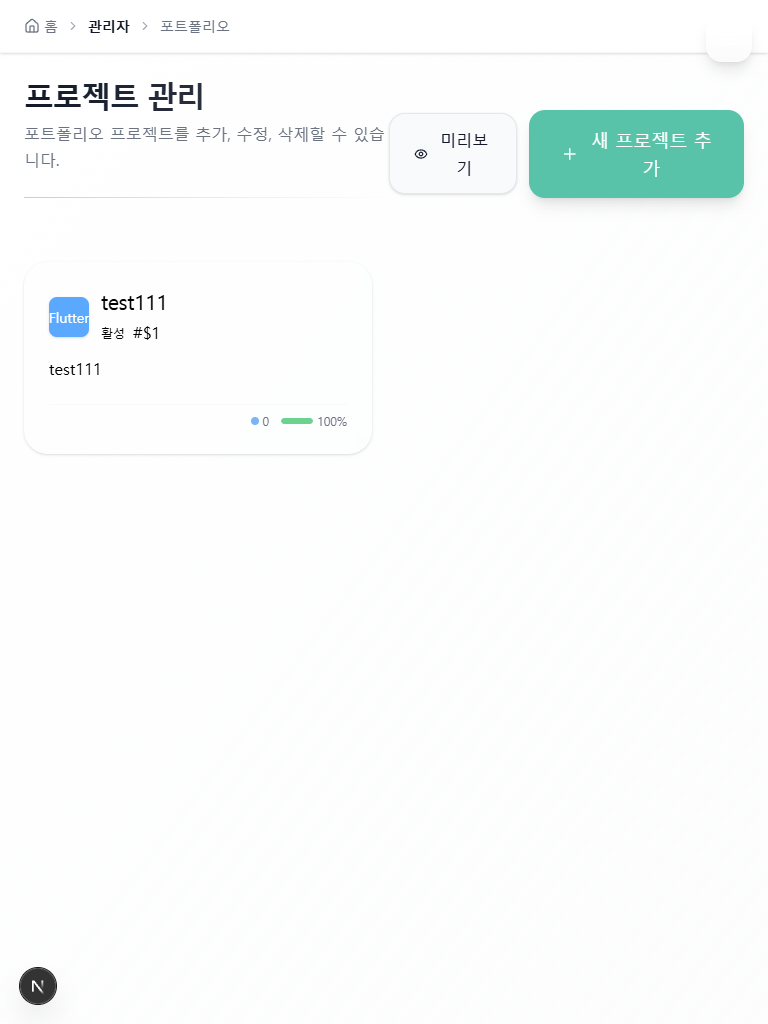 홈 > 관리자 > 포트폴리오
프로젝트 관리
포트폴리오 프로젝트를 추가, 수정, 삭제할 수 있습
니다.
미리보
기
+ 새 프로젝트 추
가
Flutter
test111
활성 #$1
test111
0 100%
N